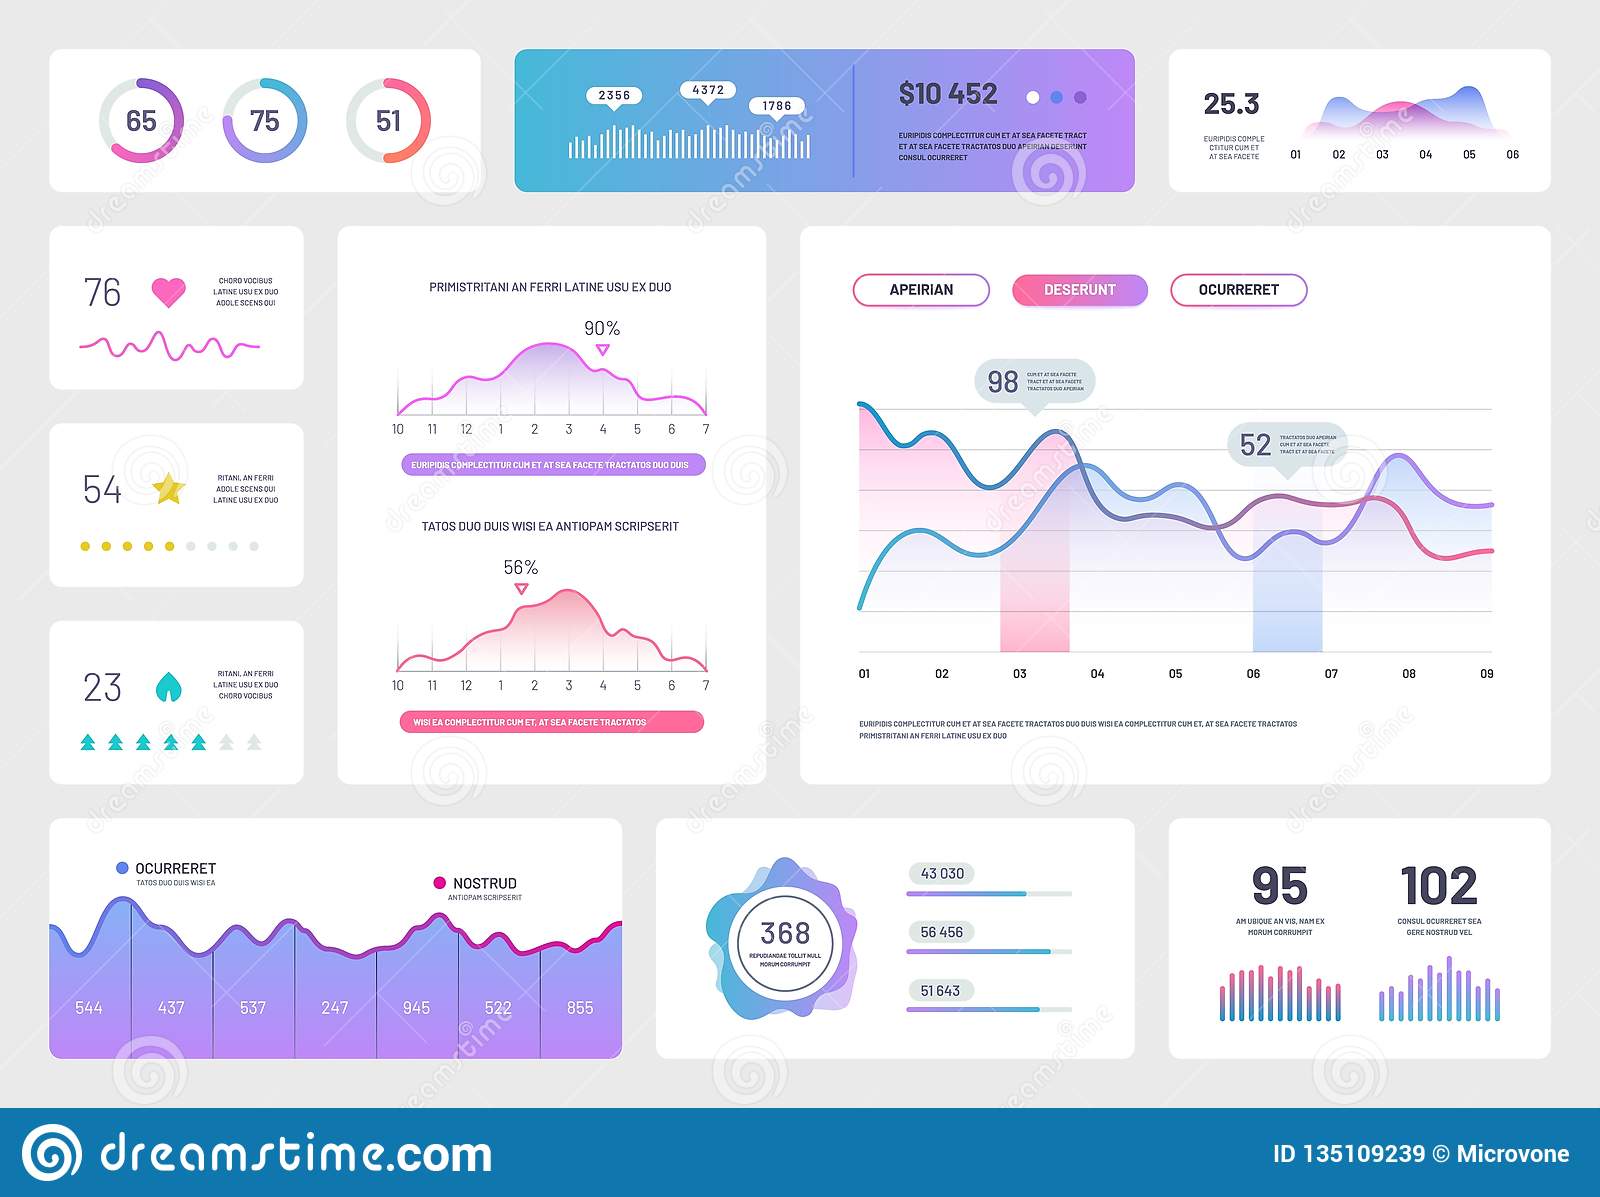 65
75
51
2356
4372
1786
$10 452
EURIPIDIS COMPLECTITUR CUM ET AT SEA FACETE TRACT
ET AT SEA FACETE TRACTATOS DUO APEIRIAN DESERUNT
CONSUL OCURRERET
25.3
EURIPIDIS COMPLE
CTITUR CUM ET
AT SEA FACETE
01 02 03 04 05 06
76
CHORD VOCIBUS
LATINE USU EX DUO
ADOLE SCENS QUI
54
RITANI, AN FERRI
ADOLE SCENS QUI
LATINE USU EX DUO
23
RITANI, AN FERRI
LATINE USU EX DUO
CHORO VOCIBUS
PRIMISTRITANI AN FERRI LATINE USU EX DUO
90%
10 11 12 1 2 3 4 5 6 7
EURIPIDIS COMPLECTITUR CUM ET AT SEA FACETE TRACTATOS DUO DUIS
TATOS DUO DUIS WISI EA ANTIOPAM SCRIPSERIT
56%
10 11 12 1 2 3 4 5 6 7
WISI EA COMPLECTITUR CUM ET, AT SEA FACETE TRACTATOS
APEIRIAN
DESERUNT
OCURRERET
98
CUM ET AT SEA FACETE
TRACT ET AT SEA FACETE
TRACTATOS DUO APEIRIAN
52
TRACTATOS DUO APEIRIAN
CUM ET AT SEA FACETE
TRACT ET AT SEA FACETE
01 02 03 04 05 06 07 08 09
EURIPIDIS COMPLECTITUR CUM ET AT SEA FACETE TRACTATOS DUO DUIS WISI EA COMPLECTITUR CUM ET, AT SEA FACETE TRACTATOS
PRIMISTRITANI AN FERRI LATINE USU EX DUO
OCURRERET
TATOS DUO DUIS WISI EA
NOSTRUD
ANTIOPAM SCRIPSERIT
544 437 537 247 945 522 855
368
REPUDIANDAE TOLLIT NULL
MORUM CORRUMPIT
43 030
56 456
51 643
95
AM UBIQUE AN VIS, NAM EX
MORUM CORRUMPIT
102
CONSUL OCURRERET SEA
GERE NOSTRUD VEL
dreamstime.com
ID 135109239 © Microvone